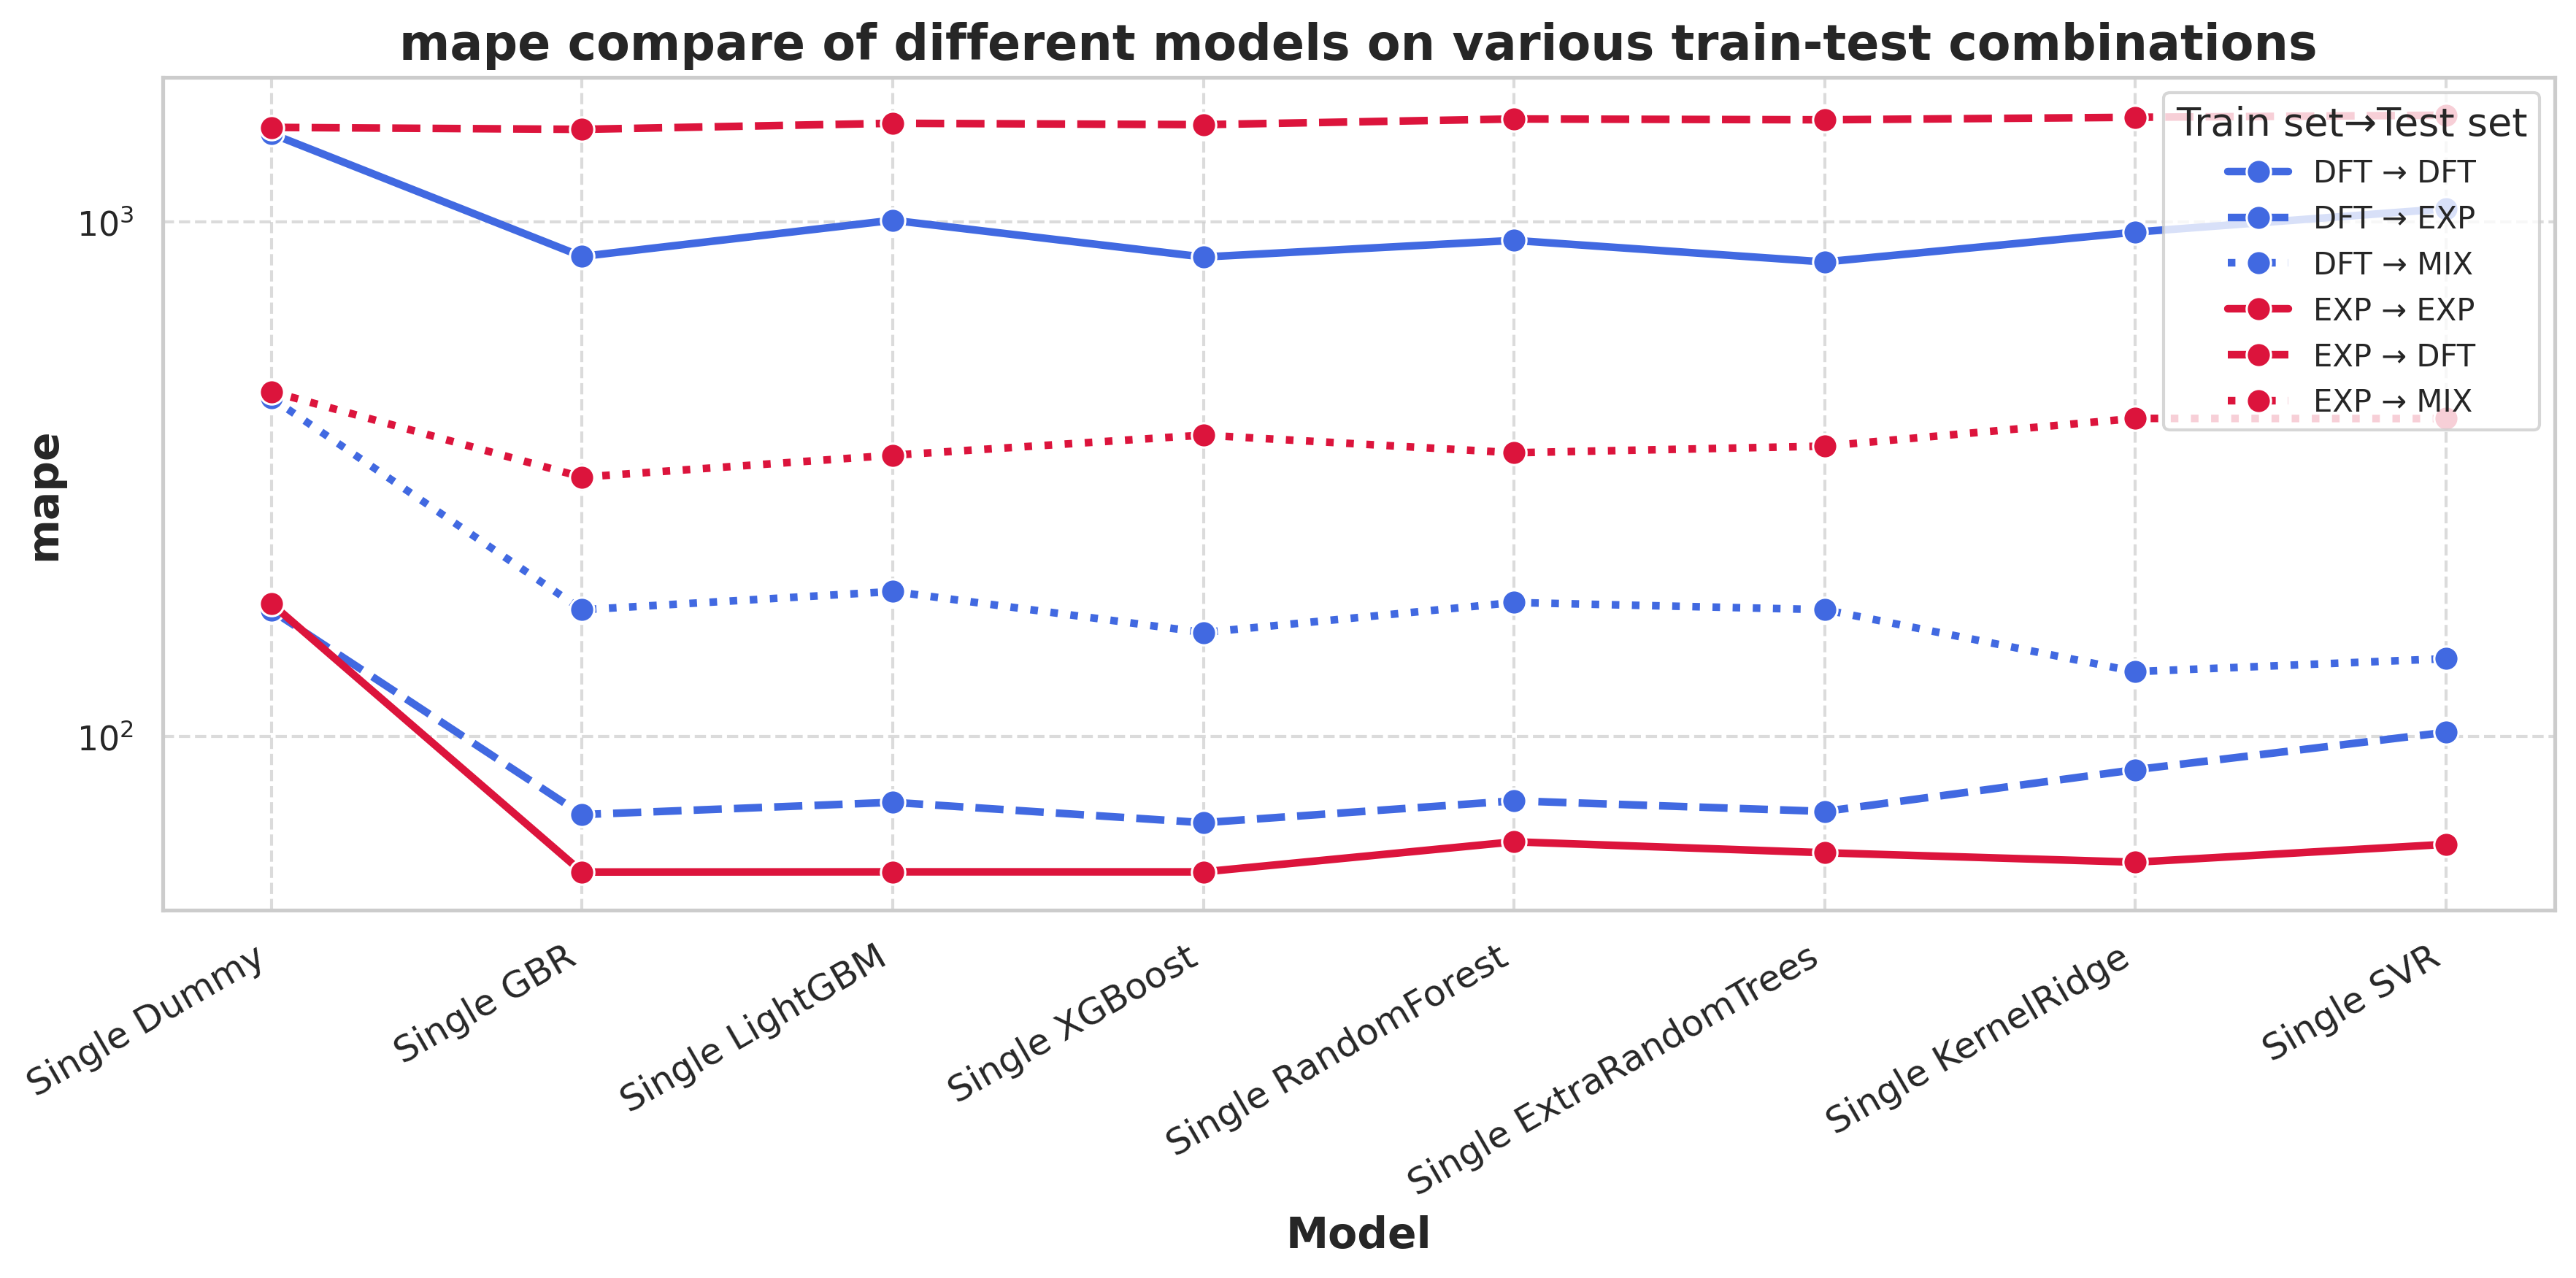 mape compare of different models on various train-test combinations
mape
10³
10²
Train set→Test set
DFT → DFT
DFT → EXP
DFT → MIX
EXP → EXP
EXP → DFT
EXP → MIX
Single Dummy
Single GBR
Single LightGBM
Single XGBoost
Single RandomForest
Single ExtraRandomTrees
Single KernelRidge
Single SVR
Model